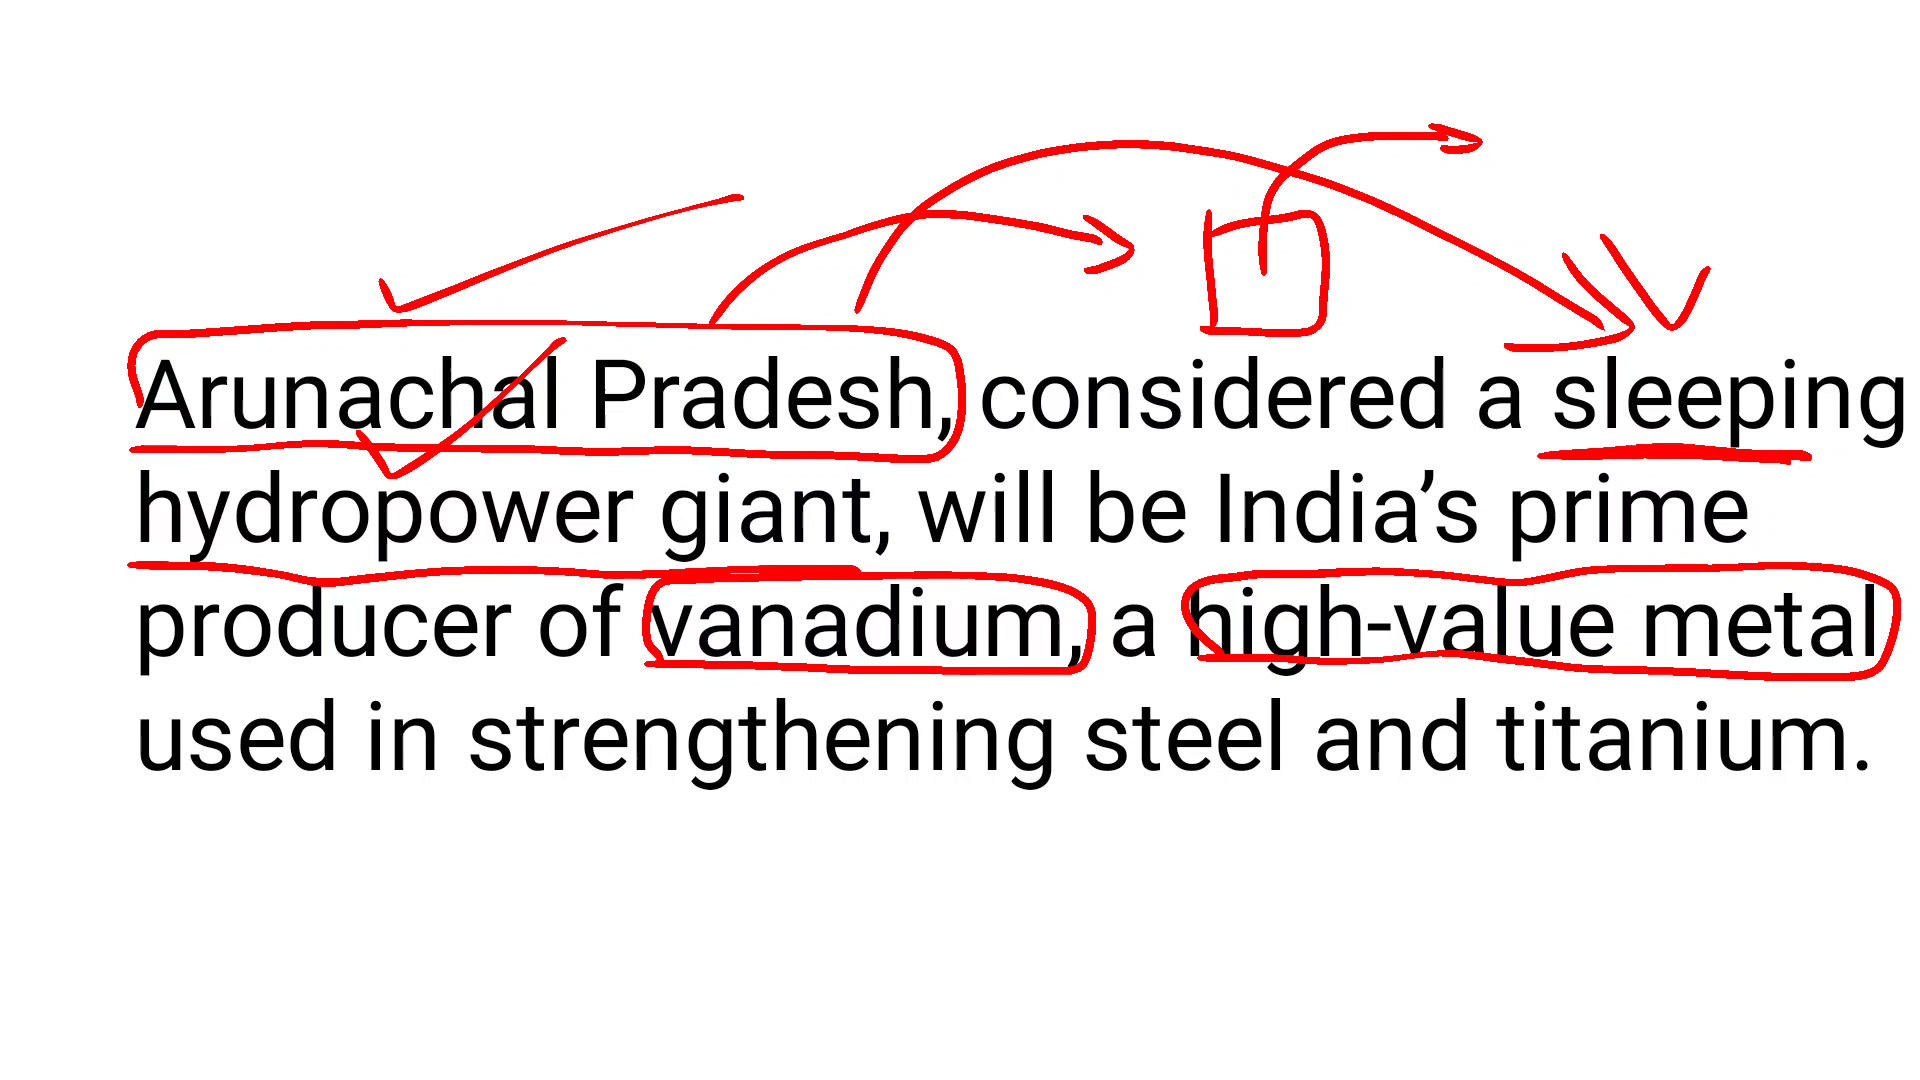 Arunachal Pradesh, considered a sleeping
hydropower giant, will be India’s prime
producer of vanadium, a high-value metal
used in strengthening steel and titanium.